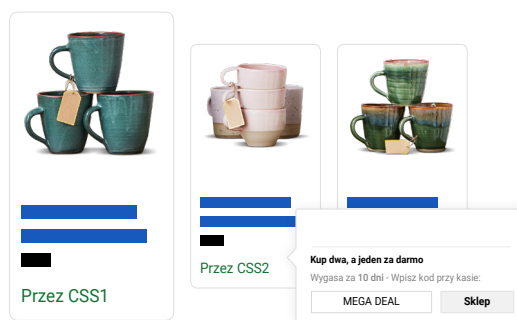 Przez CSS1
Przez CSS2
Kup dwa, a jeden za darmo
Wygasa za 10 dni - Wpisz kod przy kasie:
MEGA DEAL
Sklep